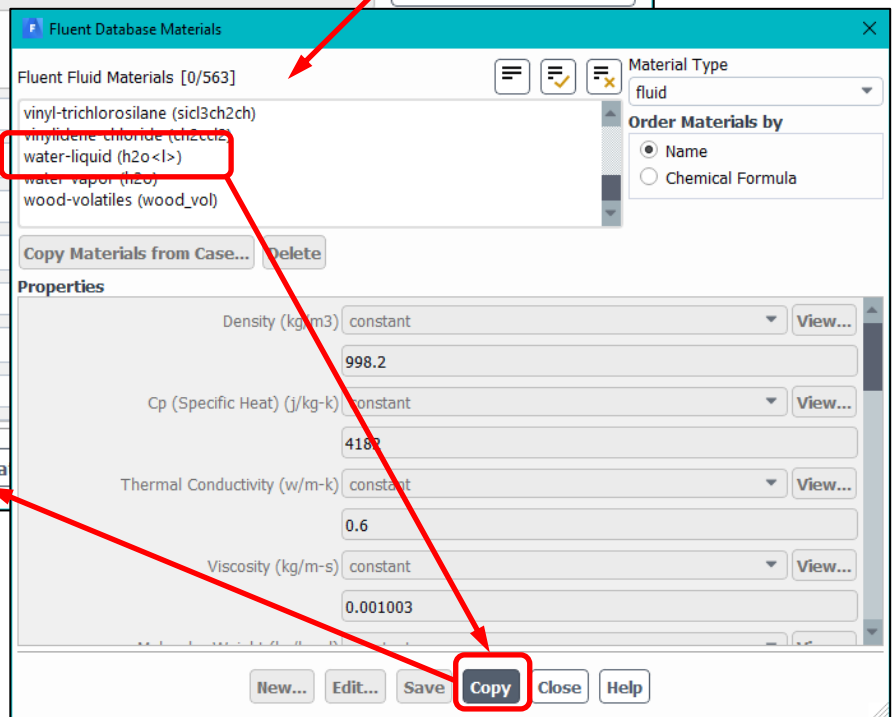 Fluent Database Materials
Fluent Fluid Materials [0/563]
Material Type
fluid
vinyl-trichlorosilane (sicl3ch2ch)
vinylidene-chloride (ch2ccl2)
water-liquid (h2o<l>)
water-vapor (h2o)
wood-volatiles (wood_vol)
Order Materials by
Name
Chemical Formula
Copy Materials from Case... Delete
Properties
Density (kg/m3) constant View...
998.2
Cp (Specific Heat) (j/kg-k) constant View...
4182
Thermal Conductivity (w/m-k) constant View...
0.6
Viscosity (kg/m-s) constant View...
0.001003
New... Edit... Save Copy Close Help